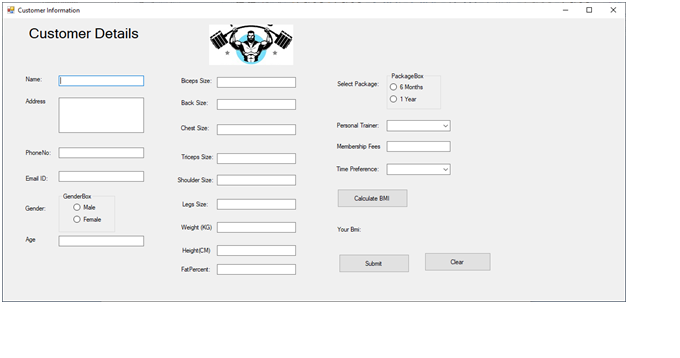 Customer Information
Customer Details
Name:
Address
PhoneNo:
Email ID:
GenderBox
Gender:
Male
Female
Age
Biceps Size:
Back Size:
Chest Size:
Triceps Size:
Shoulder Size:
Legs Size:
Weight (KG)
Height(CM)
FatPercent:
PackageBox
Select Package:
6 Months
1 Year
Personal Trainer:
Membership Fees
Time Preference:
Calculate BMI
Your Bmi:
Submit
Clear